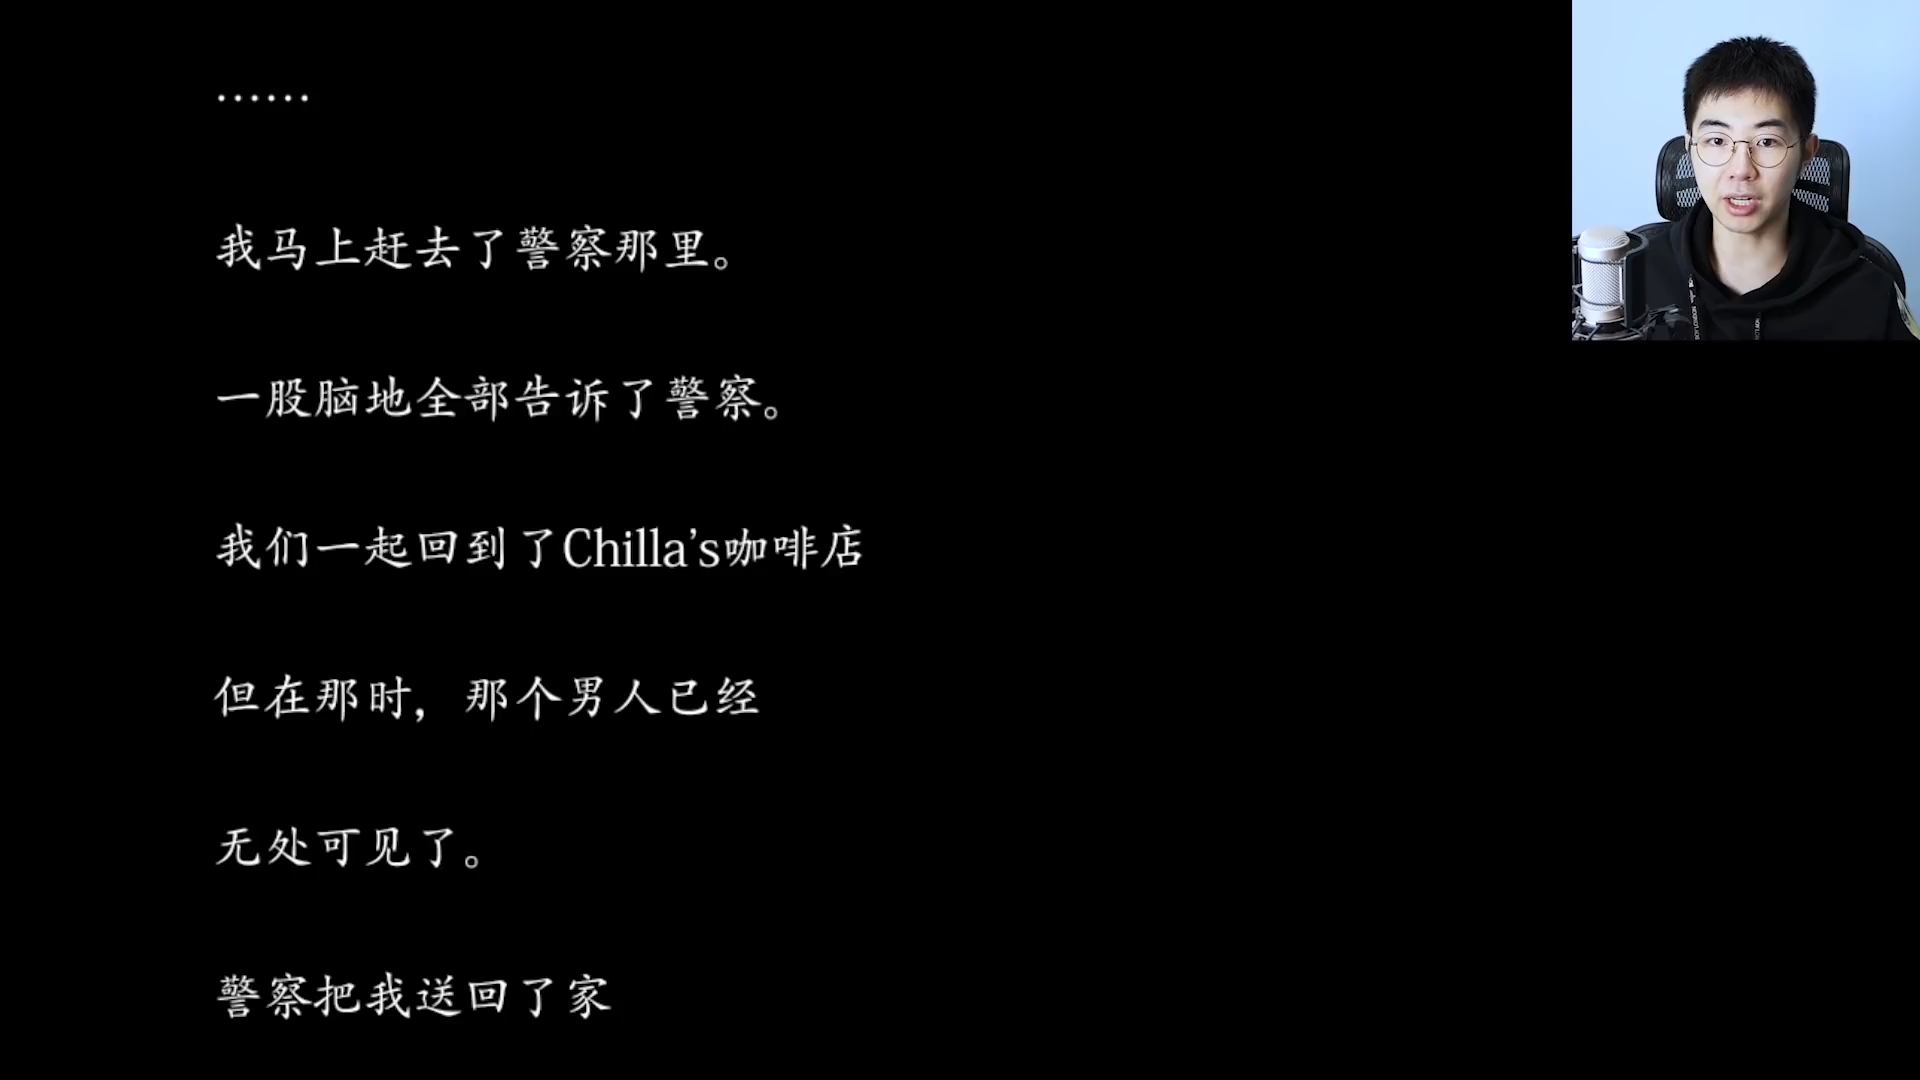 ……
我马上赶去了警察那里。
一股脑地全部告诉了警察。
我们一起回到了Chilla’s咖啡店
但在那时，那个男人已经
无处可见了。
警察把我送回了家